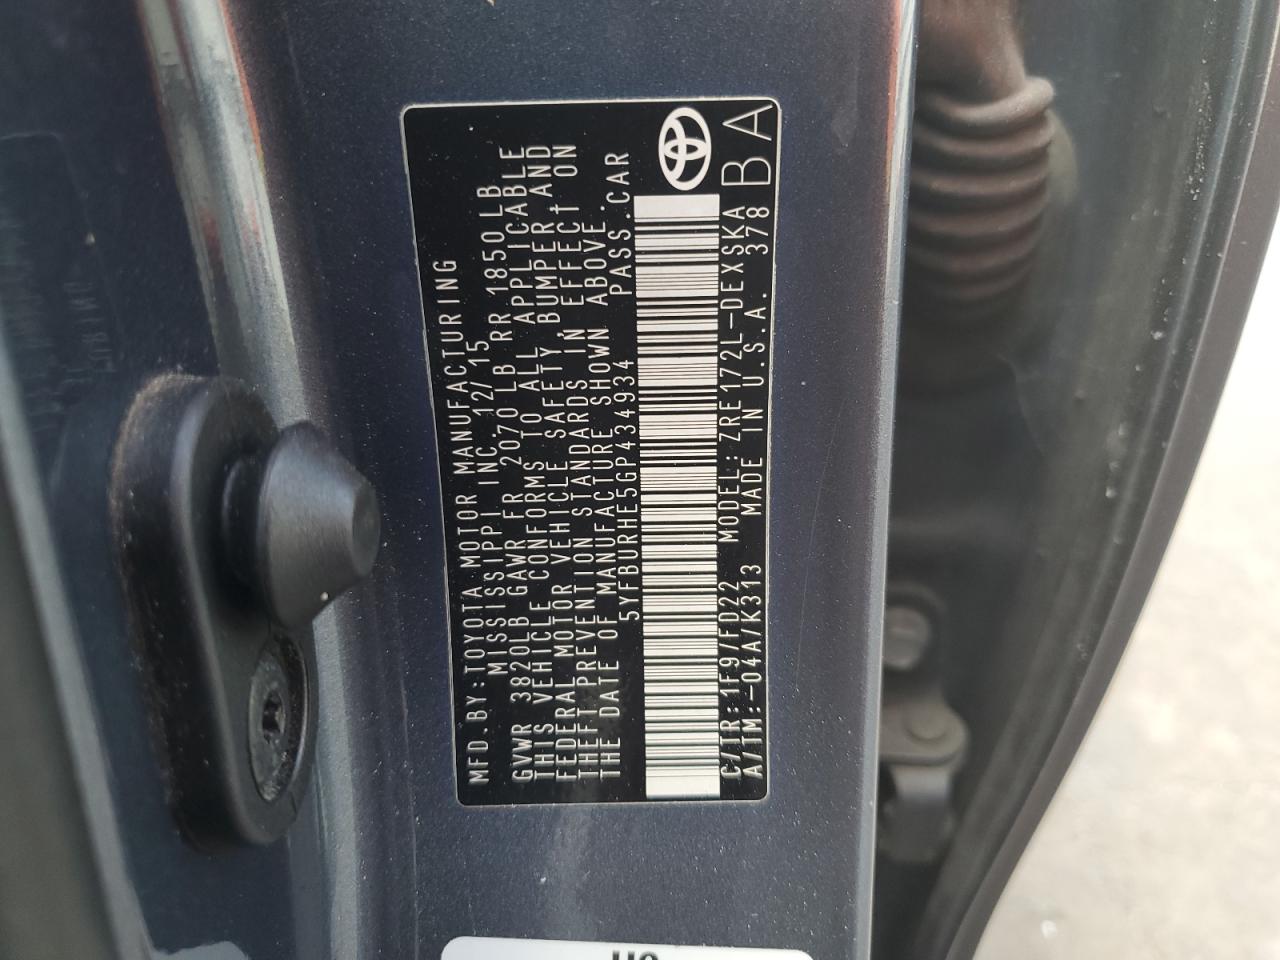 MFD.BY:TOYOTA MOTOR MANUFACTURING
MISSISSIPPI INC. 12/15
GVWR 3820LB GAWR FR 2070 LB RR 1850 LB
THIS VEHICLE CONFORMS TO ALL APPLICABLE
FEDERAL MOTOR VEHICLE SAFETY, BUMPER AND
THEFT PREVENTION STANDARDS IN EFFECT ON
THE DATE OF MANUFACTURE SHOWN ABOVE.
5YFBURHE5GP434934 PASS.CAR
C/TR:1F9/FD22 MODEL:ZRE172L-DEXSKA
A/TM:-04A/K313 MADE IN U.S.A. 378
BA